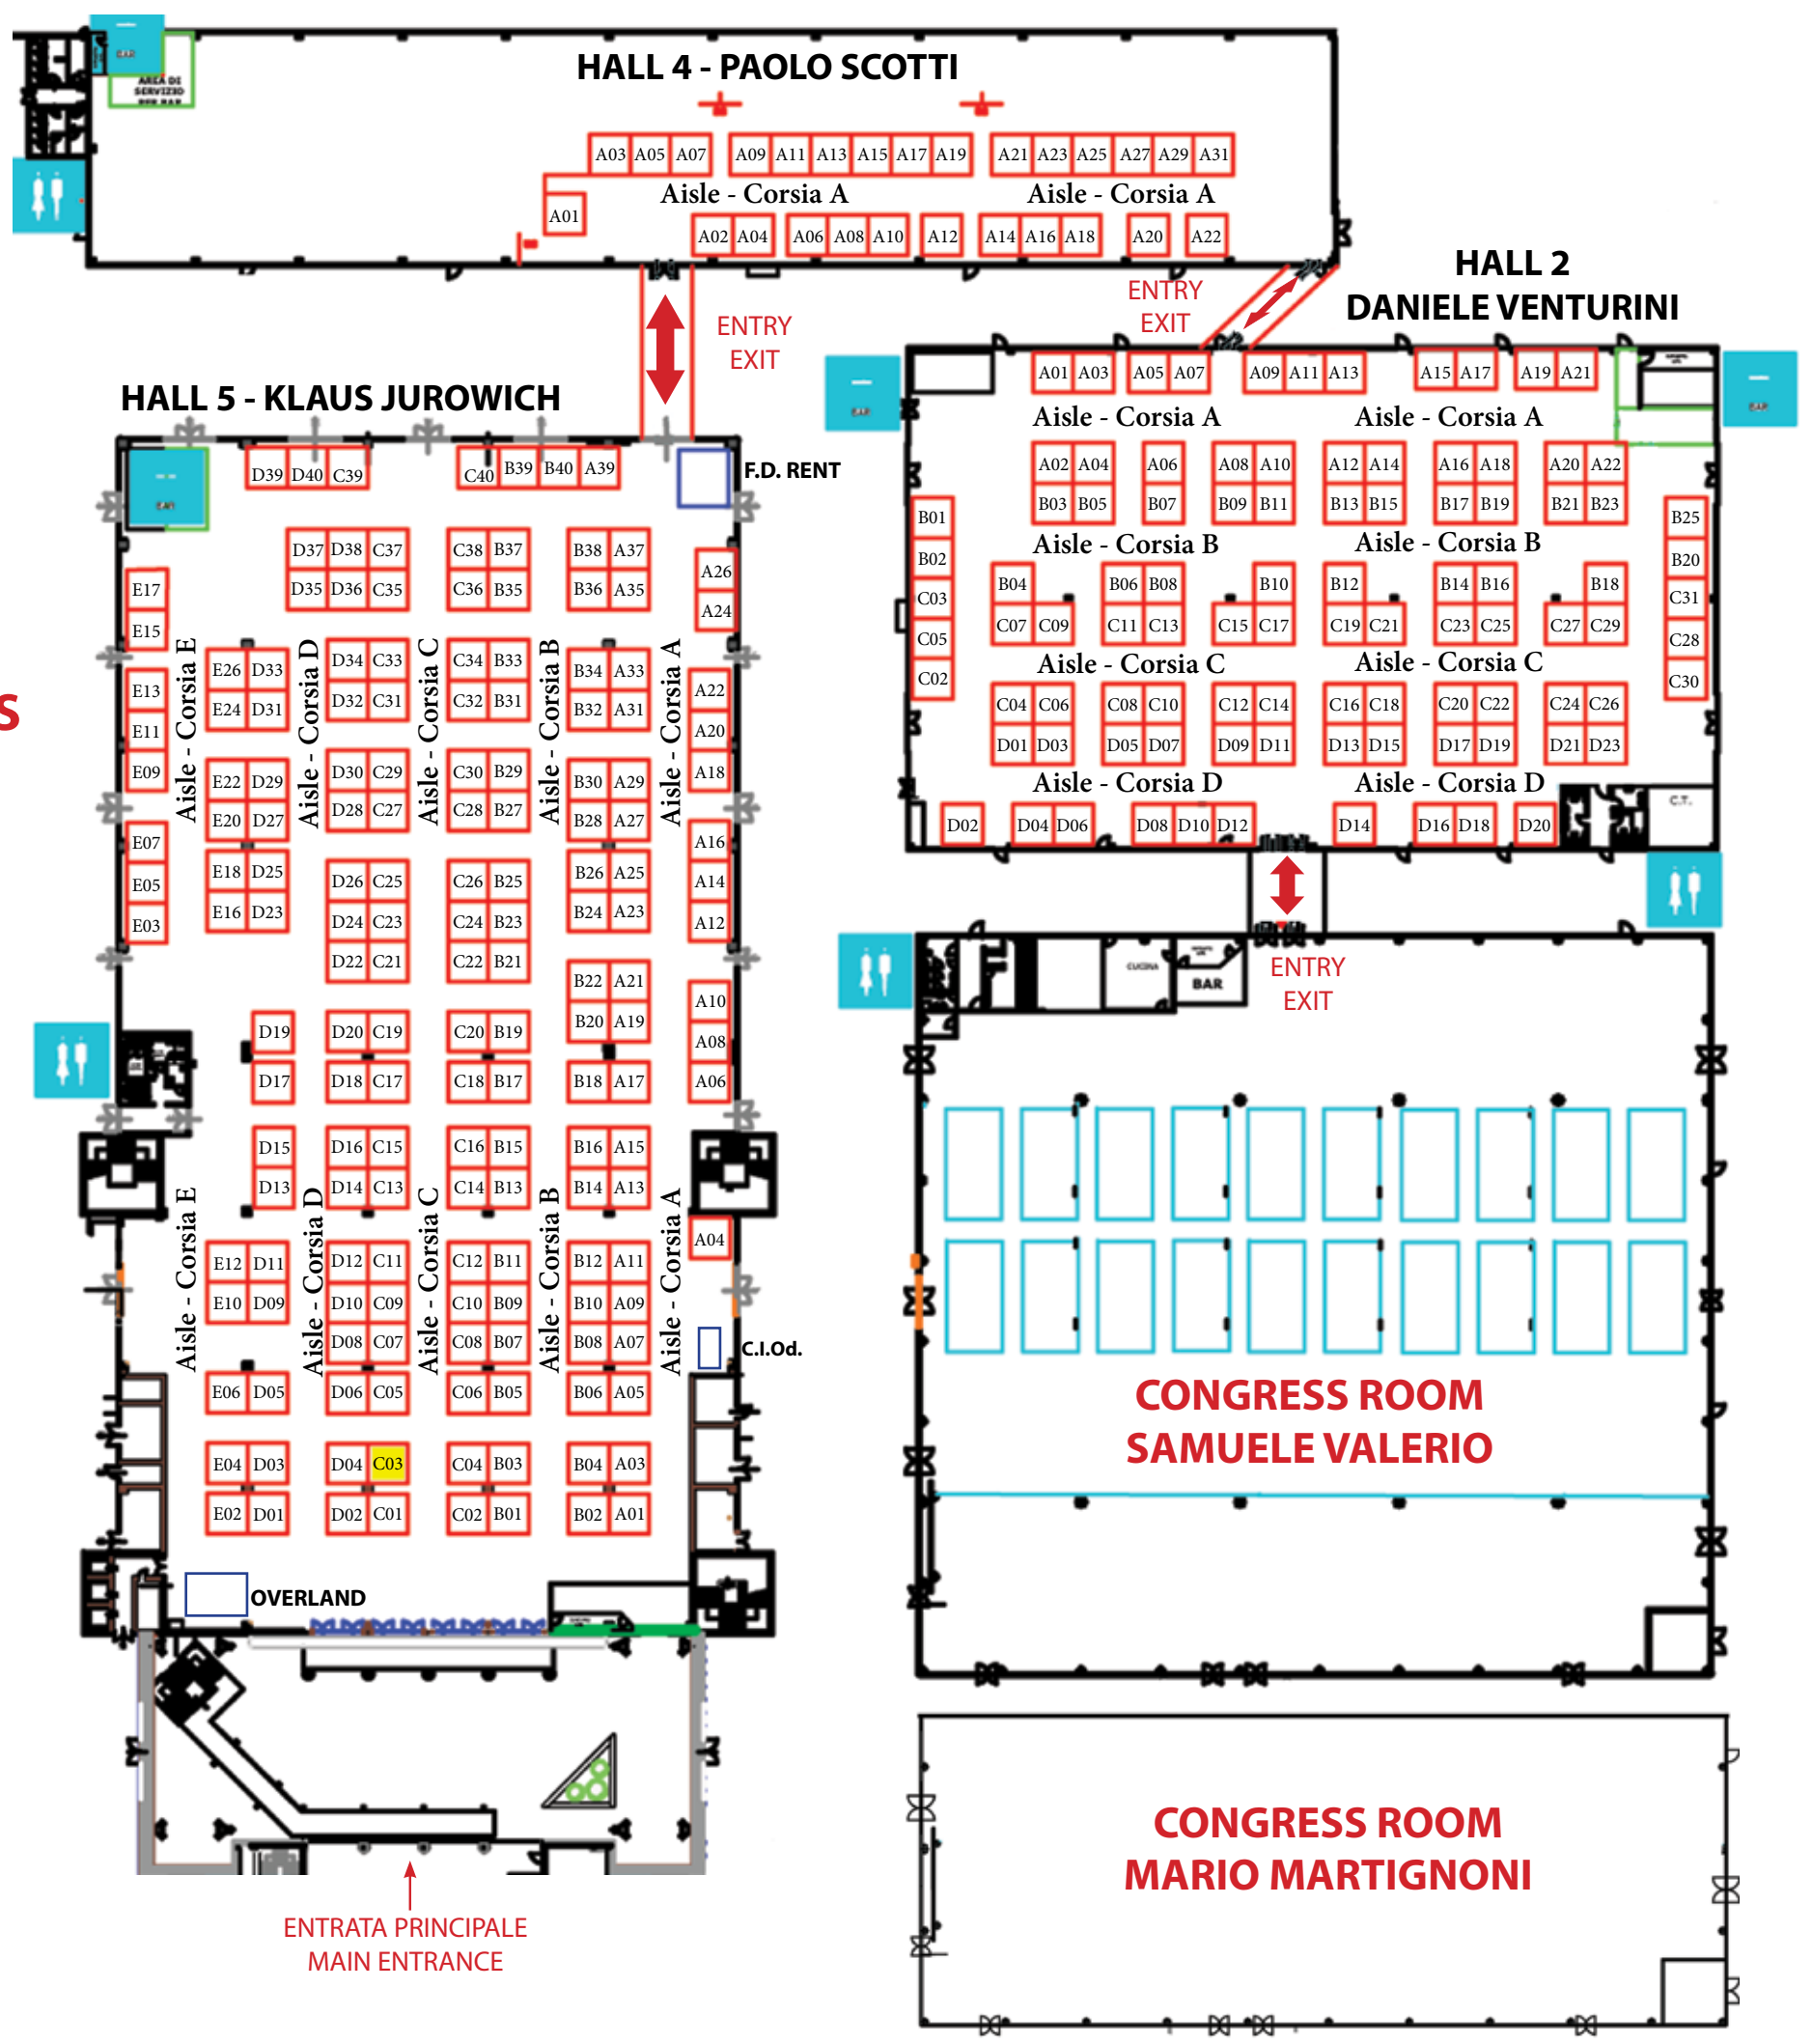 BAR
AREA DI
SERVIZIO
PER BAR
HALL 4 - PAOLO SCOTTI
A03 A05 A07 A09 A11 A13 A15 A17 A19 A21 A23 A25 A27 A29 A31
Aisle - Corsia A Aisle - Corsia A
A01
A02 A04 A06 A08 A10 A12 A14 A16 A18 A20 A22
ENTRY
EXIT
ENTRY
EXIT
HALL 2
DANIELE VENTURINI
BAR
BAR
A01 A03 A05 A07 A09 A11 A13 A15 A17 A19 A21
Aisle - Corsia A Aisle - Corsia A
A02 A04 A06 A08 A10 A12 A14 A16 A18 A20 A22
B03 B05 B07 B09 B11 B13 B15 B17 B19 B21 B23
B01 B25
Aisle - Corsia B Aisle - Corsia B
B02 B20
B04 B06 B08 B10 B12 B14 B16 B18
C03 C31
C07 C09 C11 C13 C15 C17 C19 C21 C23 C25 C27 C29
C05 C28
Aisle - Corsia C Aisle - Corsia C
C02 C30
C04 C06 C08 C10 C12 C14 C16 C18 C20 C22 C24 C26
D01 D03 D05 D07 D09 D11 D13 D15 D17 D19 D21 D23
Aisle - Corsia D Aisle - Corsia D
C.T.
D02 D04 D06 D08 D10 D12 D14 D16 D18 D20
HALL 5 - KLAUS JUROWICH
BAR
F.D. RENT
D39 D40 C39 C40 B39 B40 A39
D37 D38 C37 C38 B37 B38 A37
D35 D36 C35 C36 B35 B36 A35
A26
A24
E17
E15
S
Aisle - Corsia E
Aisle - Corsia D
Aisle - Corsia C
Aisle - Corsia B
Aisle - Corsia A
E26 D33 D34 C33 C34 B33 B34 A33
E24 D31 D32 C31 C32 B31 B32 A31
E13 A22
E11 A20
E09 A18
E22 D29 D30 C29 C30 B29 B30 A29
E20 D27 D28 C27 C28 B27 B28 A27
E07 A16
E05 A14
E03 A12
E18 D25 D26 C25 C26 B25 B26 A25
E16 D23 D24 C23 C24 B23 B24 A23
D22 C21 C22 B21 B22 A21
B20 A19
A10
A08
A06
D19 D20 C19 C20 B19
D17 D18 C17 C18 B17 B18 A17
D15 D16 C15 C16 B15 B16 A15
D13 D14 C13 C14 B13 B14 A13
Aisle - Corsia E
Aisle - Corsia D
Aisle - Corsia C
Aisle - Corsia B
Aisle - Corsia A
A04
E12 D11 D12 C11 C12 B11 B12 A11
E10 D09 D10 C09 C10 B09 B10 A09
D08 C07 C08 B07 B08 A07
C.I.Od.
E06 D05 D06 C05 C06 B05 B06 A05
E04 D03 D04 C03 C04 B03 B04 A03
E02 D01 D02 C01 C02 B01 B02 A01
OVERLAND
ENTRATA PRINCIPALE
MAIN ENTRANCE
CUCINA
BAR
ENTRY
EXIT
CONGRESS ROOM
SAMUELE VALERIO
CONGRESS ROOM
MARIO MARTIGNONI